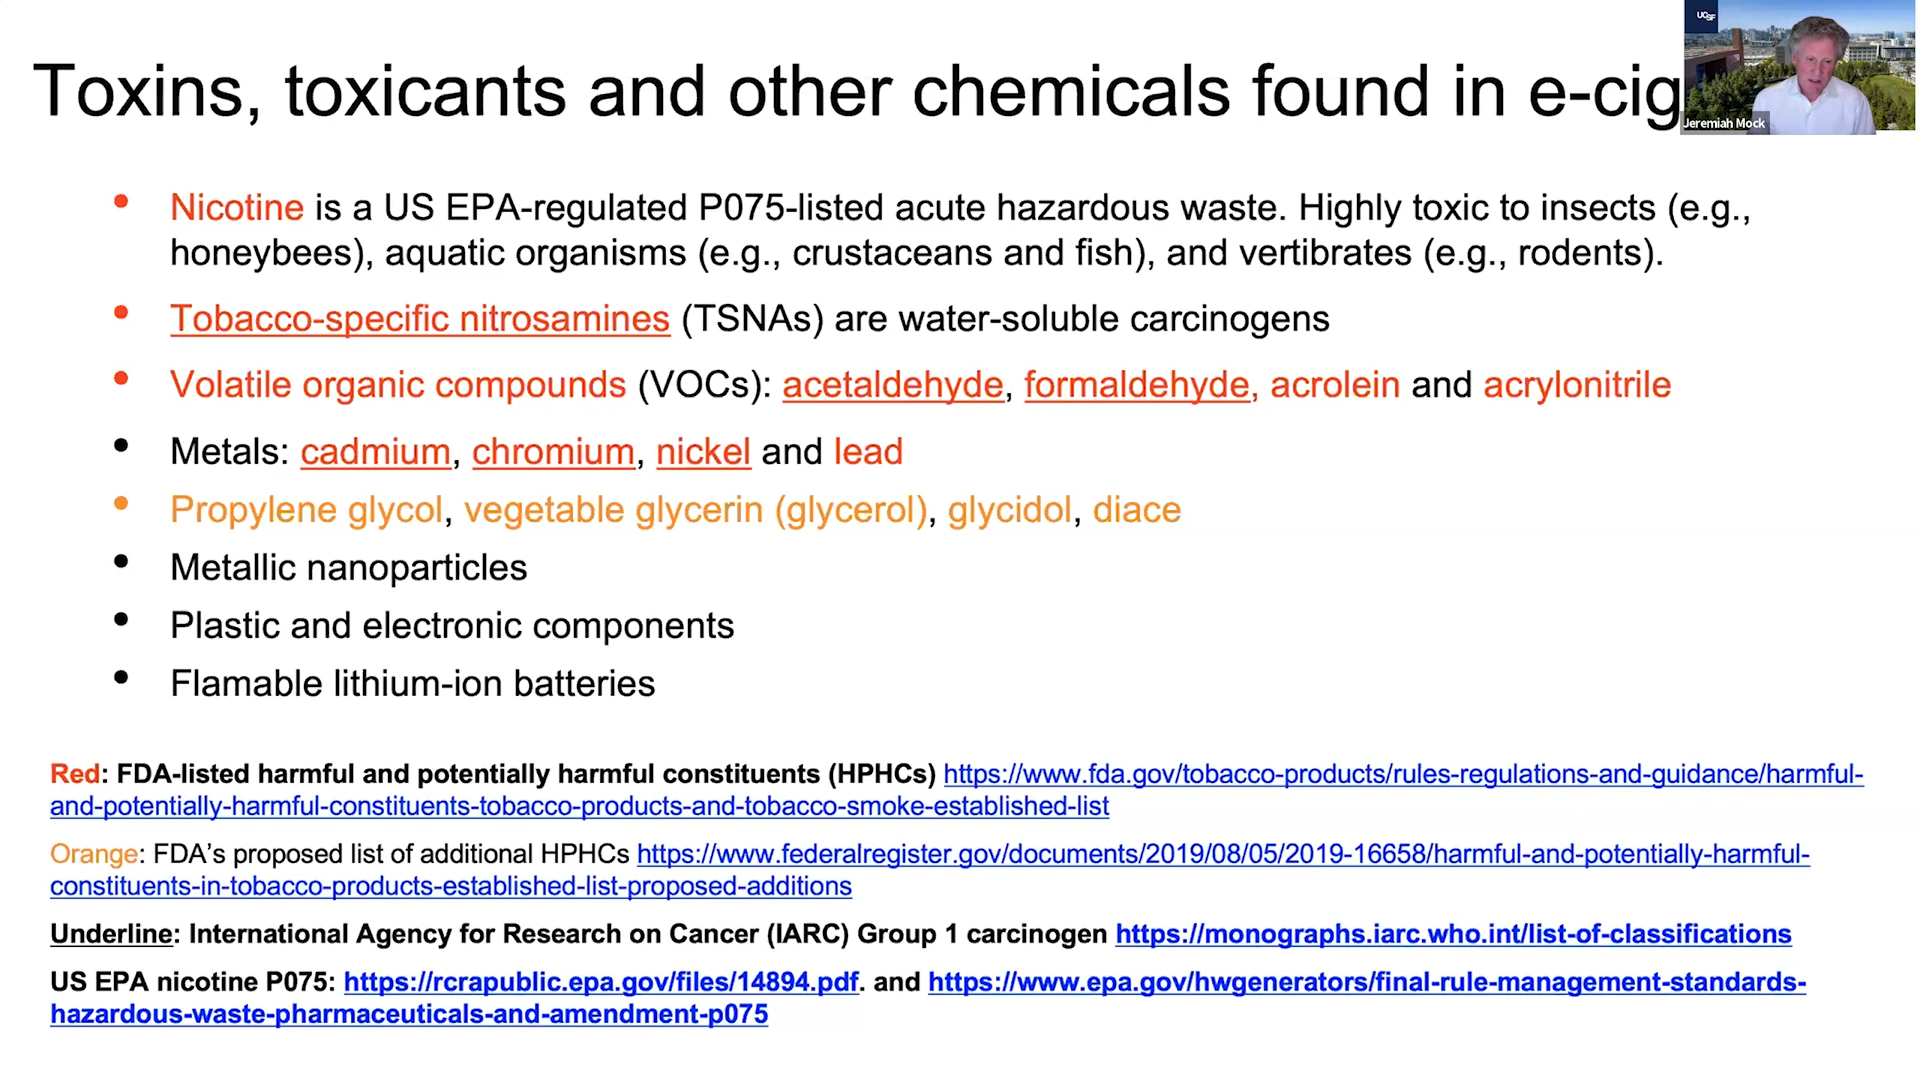 Toxins, toxicants and other chemicals found in e-cig
UCSF
Jeremiah Mock
• Nicotine is a US EPA-regulated P075-listed acute hazardous waste. Highly toxic to insects (e.g.,
honeybees), aquatic organisms (e.g., crustaceans and fish), and vertibrates (e.g., rodents).
• Tobacco-specific nitrosamines (TSNAs) are water-soluble carcinogens
• Volatile organic compounds (VOCs): acetaldehyde, formaldehyde, acrolein and acrylonitrile
• Metals: cadmium, chromium, nickel and lead
• Propylene glycol, vegetable glycerin (glycerol), glycidol, diace
• Metallic nanoparticles
• Plastic and electronic components
• Flamable lithium-ion batteries
Red: FDA-listed harmful and potentially harmful constituents (HPHCs) https://www.fda.gov/tobacco-products/rules-regulations-and-guidance/harmful-
and-potentially-harmful-constituents-tobacco-products-and-tobacco-smoke-established-list
Orange: FDA’s proposed list of additional HPHCs https://www.federalregister.gov/documents/2019/08/05/2019-16658/harmful-and-potentially-harmful-
constituents-in-tobacco-products-established-list-proposed-additions
Underline: International Agency for Research on Cancer (IARC) Group 1 carcinogen https://monographs.iarc.who.int/list-of-classifications
US EPA nicotine P075: https://rcrapublic.epa.gov/files/14894.pdf. and https://www.epa.gov/hwgenerators/final-rule-management-standards-
hazardous-waste-pharmaceuticals-and-amendment-p075